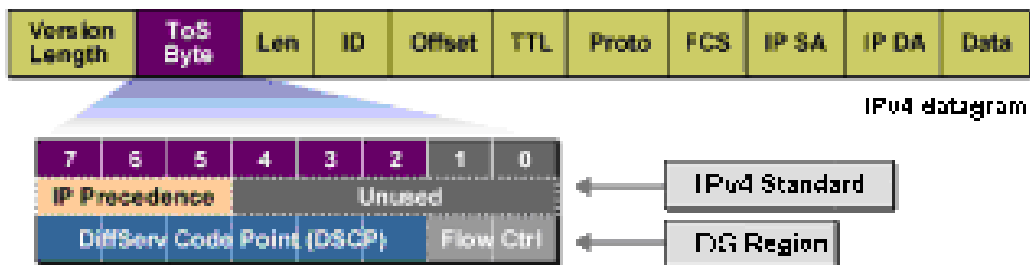 Version Length
ToS Byte
Len
ID
Offset
TTL
Proto
FCS
IP SA
IP DA
Data
IPv4 datagram
7 6 5 4 3 2 1 0
IP Precedence
Unused
IPv4 Standard
DiffServ Code Point (DSCP)
Flow Ctrl
DG Region